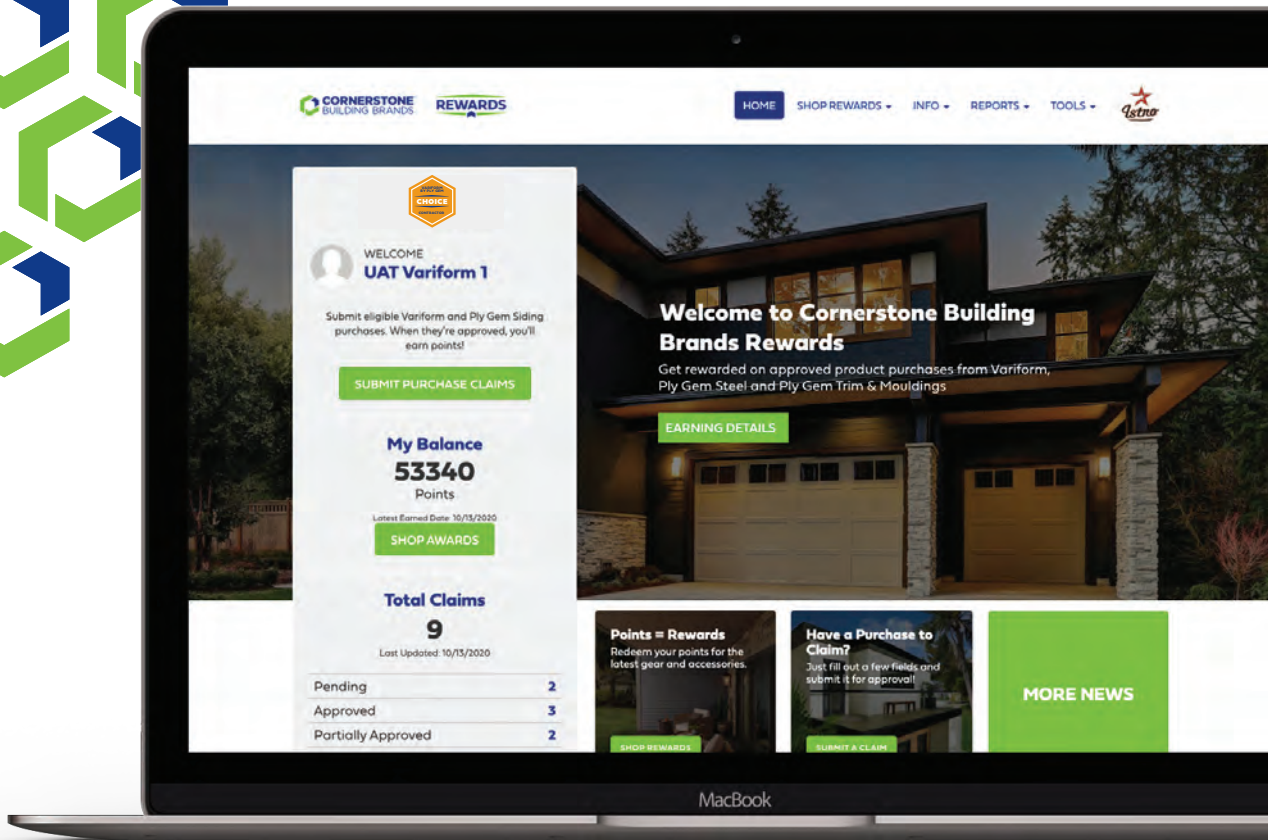 CORNERSTONE
BUILDING BRANDS
REWARDS
HOME
SHOP REWARDS
INFO
REPORTS
TOOLS
VARIFORM
BY PLY GEM
CHOICE
CONTRACTOR
WELCOME
UAT Variform 1
Submit eligible Variform and Ply Gem Siding
purchases. When they're approved, you'll
earn points!
SUBMIT PURCHASE CLAIMS
My Balance
53340
Points
Latest Earned Date: 10/13/2020
SHOP AWARDS
Total Claims
9
Last Updated: 10/13/2020
Pending 2
Approved 3
Partially Approved 2
Welcome to Cornerstone Building
Brands Rewards
Get rewarded on approved product purchases from Variform,
Ply Gem Steel and Ply Gem Trim & Mouldings
EARNING DETAILS
Points = Rewards
Redeem your points for the
latest gear and accessories.
SHOP REWARDS
Have a Purchase to
Claim?
Just fill out a few fields and
submit it for approval!
SUBMIT A CLAIM
MORE NEWS
MacBook